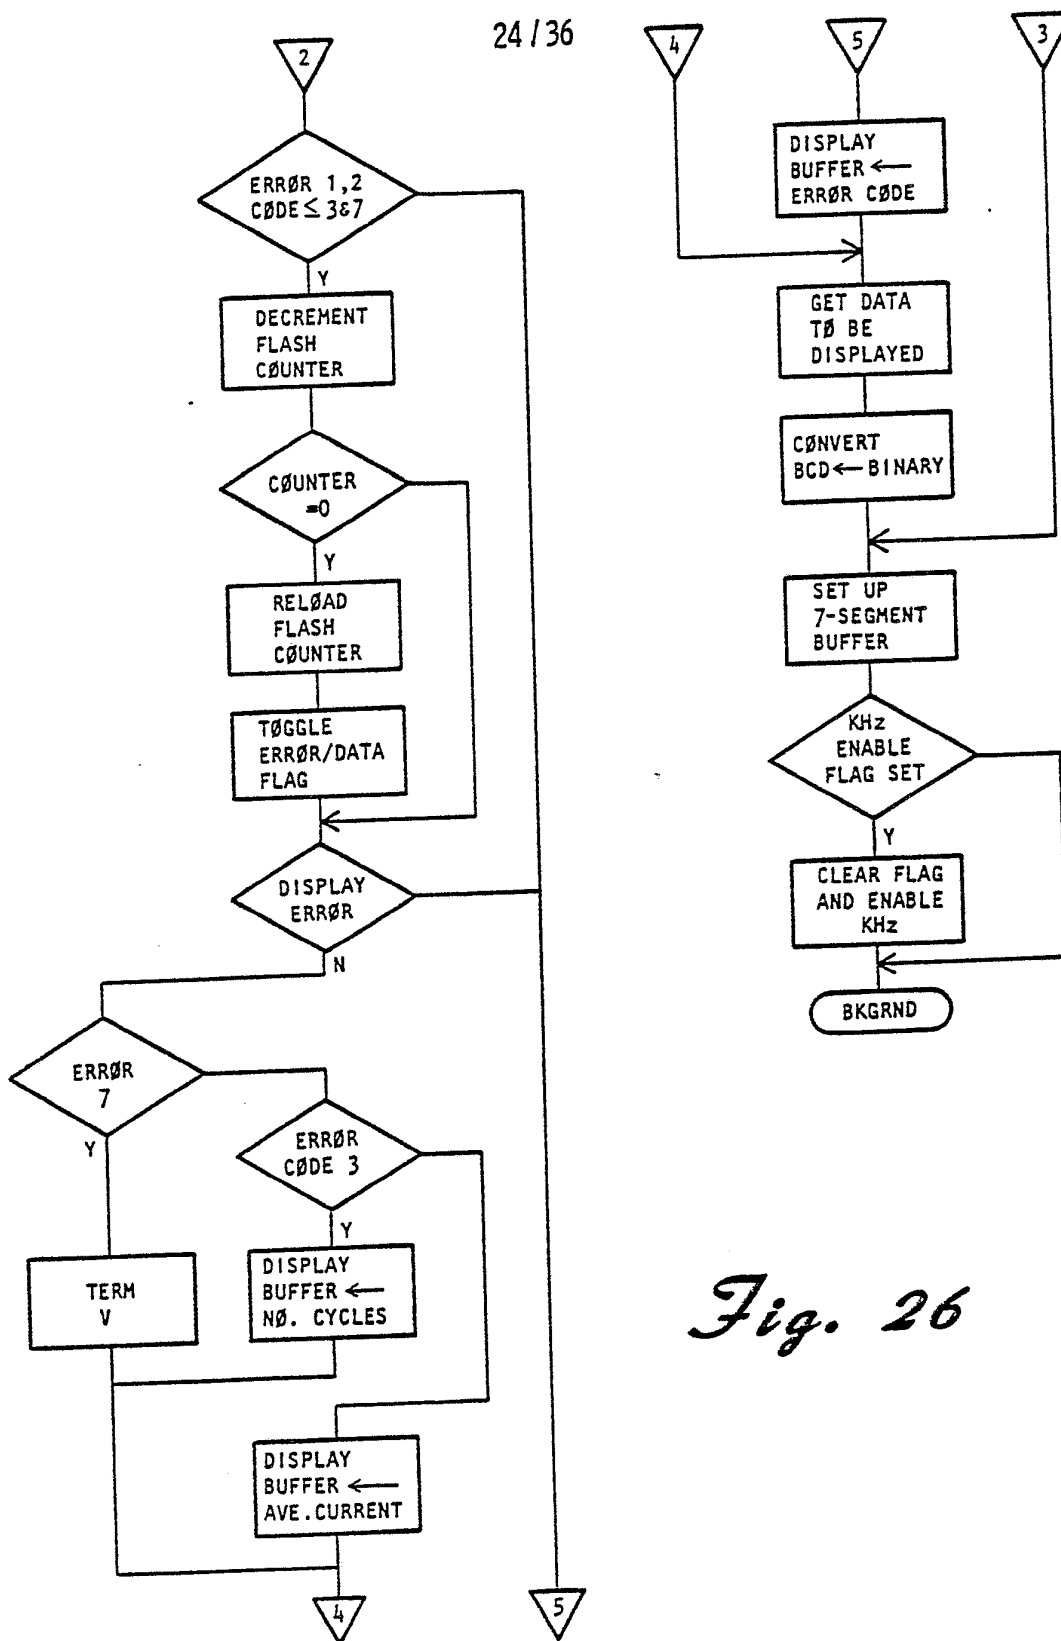 24/36
2
ERRØR 1,2
CØDE ≤ 3&7
Y
DECREMENT
FLASH
CØUNTER
CØUNTER
=0
Y
RELØAD
FLASH
CØUNTER
TØGGLE
ERRØR/DATA
FLAG
DISPLAY
ERRØR
N
ERRØR
7
Y
TERM
V
ERRØR
CØDE 3
Y
DISPLAY
BUFFER ←
NØ. CYCLES
DISPLAY
BUFFER ←
AVE.CURRENT
4
5
4
5
3
DISPLAY
BUFFER ←
ERRØR CØDE
GET DATA
TØ BE
DISPLAYED
CØNVERT
BCD ← BINARY
SET UP
7-SEGMENT
BUFFER
KHz
ENABLE
FLAG SET
Y
CLEAR FLAG
AND ENABLE
KHz
BKGRND
Fig. 26